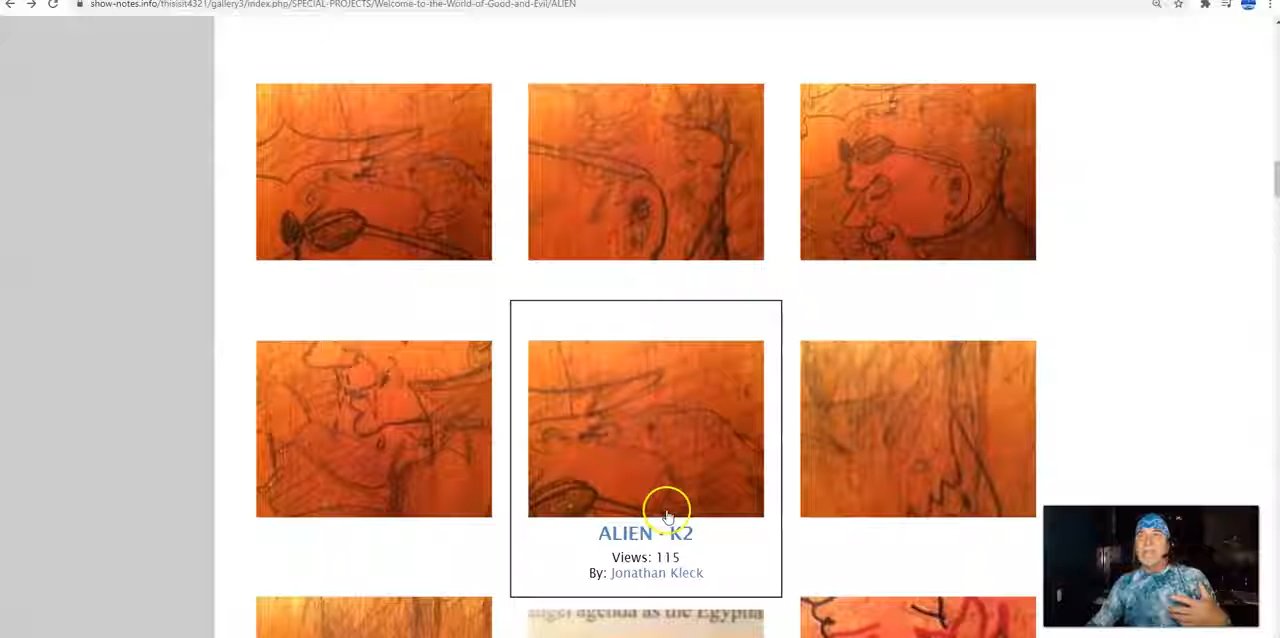 show-notes.info/thisisit4321/gallery3/index.php/SPECIAL-PROJECTS/Welcome-to-the-World-of-Good-and-Evil/ALIEN
ALIEN - K2
Views: 115
By: Jonathan Kleck
angel agenda as the Egyptia